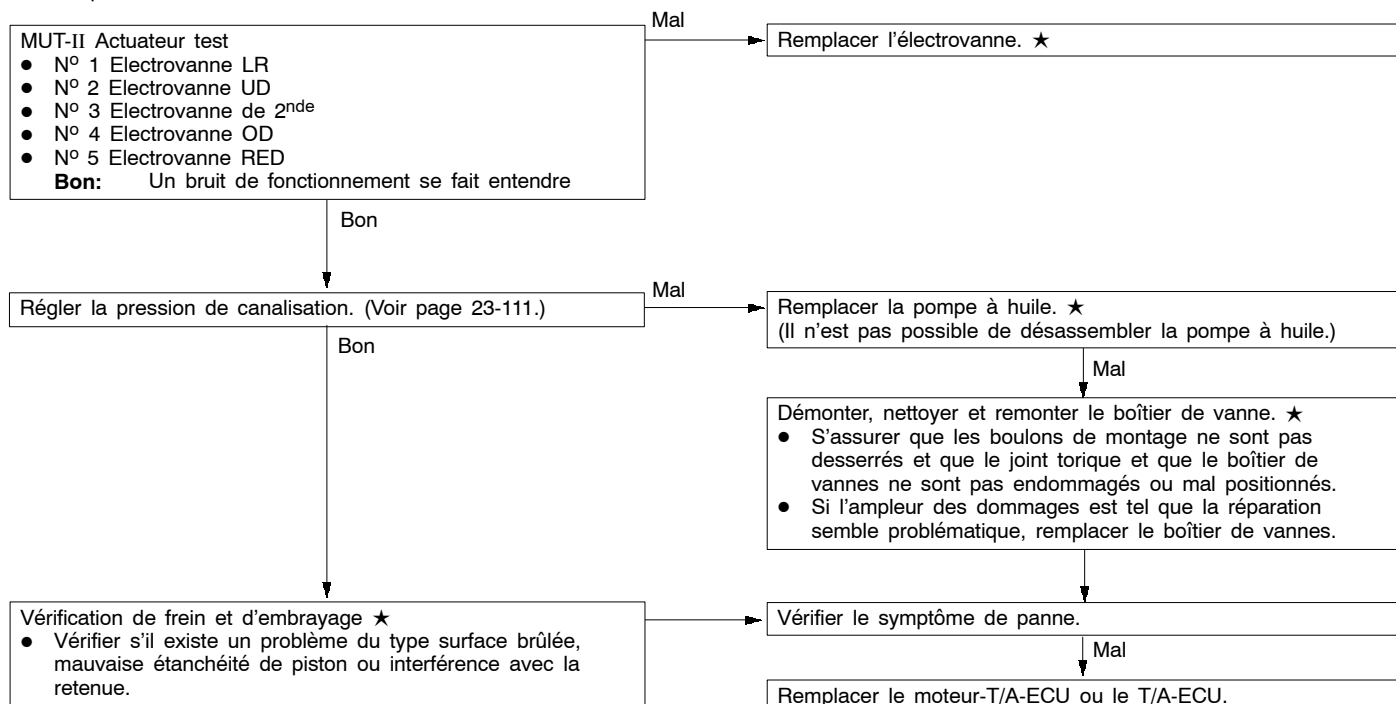 MUT-II Actuateur test
● Nº 1 Electrovanne LR
● Nº 2 Electrovanne UD
● Nº 3 Electrovanne de 2nde
● Nº 4 Electrovanne OD
● Nº 5 Electrovanne RED
Bon: Un bruit de fonctionnement se fait entendre
Mal
Remplacer l'électrovanne. ★
Bon
Régler la pression de canalisation. (Voir page 23-111.)
Mal
Remplacer la pompe à huile. ★
(Il n'est pas possible de désassembler la pompe à huile.)
Bon
Mal
Démonter, nettoyer et remonter le boîtier de vanne. ★
● S'assurer que les boulons de montage ne sont pas
desserrés et que le joint torique et que le boîtier de
vannes ne sont pas endommagés ou mal positionnés.
● Si l'ampleur des dommages est tel que la réparation
semble problématique, remplacer le boîtier de vannes.
Vérification de frein et d'embrayage ★
● Vérifier s'il existe un problème du type surface brûlée,
mauvaise étanchéité de piston ou interférence avec la
retenue.
Vérifier le symptôme de panne.
Mal
Remplacer le moteur-T/A-ECU ou le T/A-ECU.